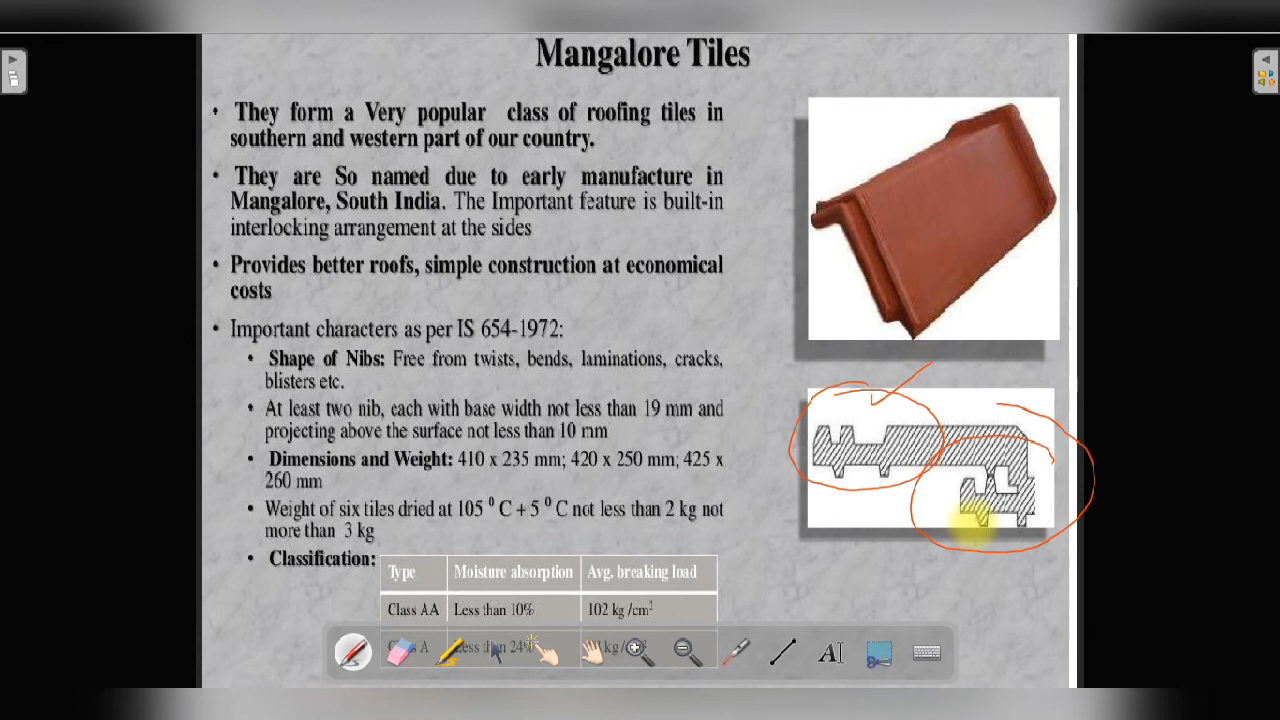 Mangalore Tiles
• They form a Very popular class of roofing tiles in
southern and western part of our country.
• They are So named due to early manufacture in
Mangalore, South India. The Important feature is built-in
interlocking arrangement at the sides
• Provides better roofs, simple construction at economical
costs
• Important characters as per IS 654-1972:
• Shape of Nibs: Free from twists, bends, laminations, cracks,
blisters etc.
• At least two nib, each with base width not less than 19 mm and
projecting above the surface not less than 10 mm
• Dimensions and Weight: 410 x 235 mm; 420 x 250 mm; 425 x
260 mm
• Weight of six tiles dried at 105 ⁰ C + 5 ⁰ C not less than 2 kg not
more than 3 kg
• Classification:
Type Moisture absorption Avg. breaking load
Class AA Less than 10% 102 kg /cm²
A Less than 24% kg/